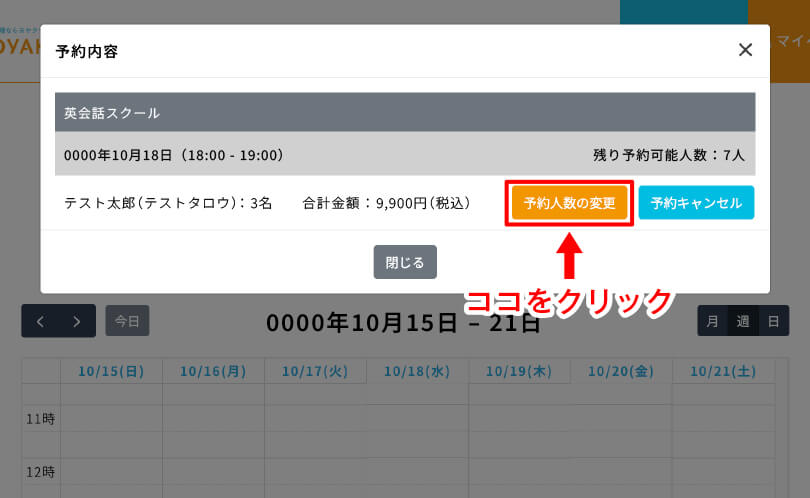 マイ
予約内容
英会話スクール
0000年10月18日（18:00 - 19:00）
残り予約可能人数：7人
テスト太郎（テストタロウ）：3名
合計金額：9,900円（税込）
予約人数の変更
予約キャンセル
閉じる
ココをクリック
今日
0000年10月15日 – 21日
月 週 日
10/15(日) 10/16(月) 10/17(火) 10/18(水) 10/19(木) 10/20(金) 10/21(土)
11時
12時